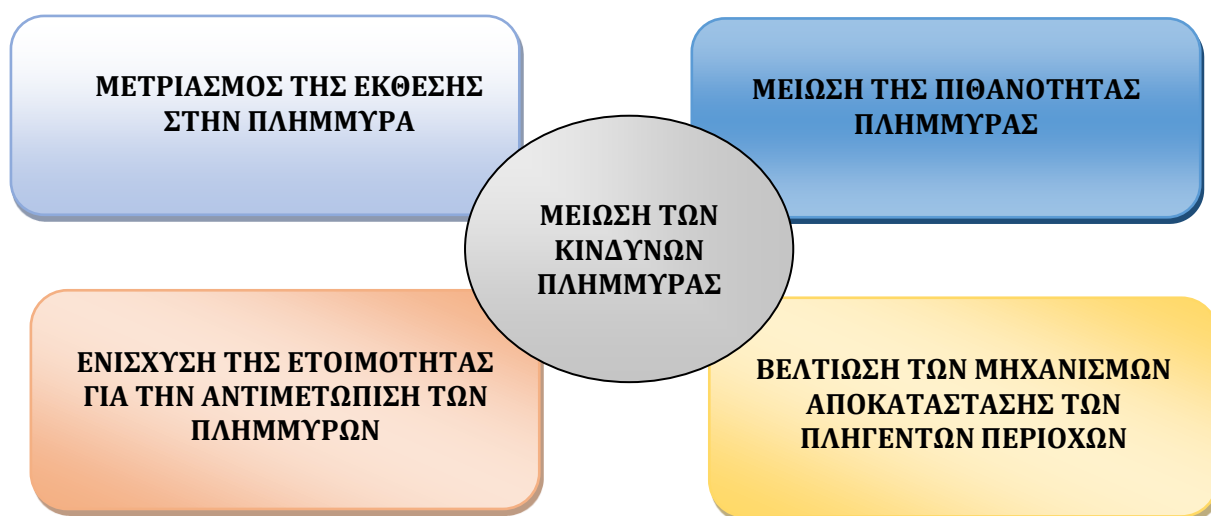 ΜΕΤΡΙΑΣΜΟΣ ΤΗΣ ΕΚΘΕΣΗΣ
ΣΤΗΝ ΠΛΗΜΜΥΡΑ
ΜΕΙΩΣΗ ΤΗΣ ΠΙΘΑΝΟΤΗΤΑΣ
ΠΛΗΜΜΥΡΑΣ
ΜΕΙΩΣΗ ΤΩΝ
ΚΙΝΔΥΝΩΝ
ΠΛΗΜΜΥΡΑΣ
ΕΝΙΣΧΥΣΗ ΤΗΣ ΕΤΟΙΜΟΤΗΤΑΣ
ΓΙΑ ΤΗΝ ΑΝΤΙΜΕΤΩΠΙΣΗ ΤΩΝ
ΠΛΗΜΜΥΡΩΝ
ΒΕΛΤΙΩΣΗ ΤΩΝ ΜΗΧΑΝΙΣΜΩΝ
ΑΠΟΚΑΤΑΣΤΑΣΗΣ ΤΩΝ
ΠΛΗΓΕΝΤΩΝ ΠΕΡΙΟΧΩΝ